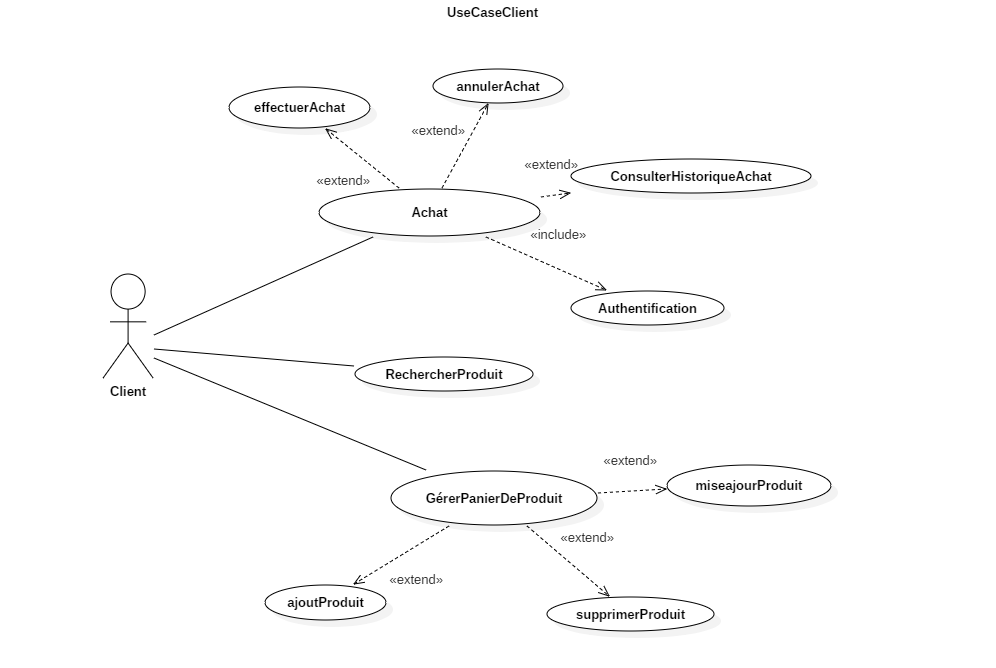 UseCaseClient
annulerAchat
effectuerAchat
«extend»
«extend»
ConsulterHistoriqueAchat
«extend»
Achat
«include»
Authentification
RechercherProduit
Client
«extend»
miseajourProduit
GérerPanierDeProduit
«extend»
«extend»
ajoutProduit
supprimerProduit